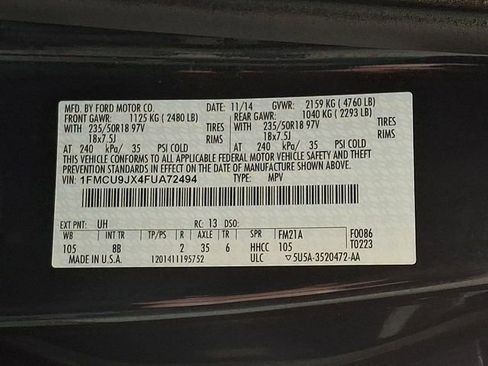 MFD. BY FORD MOTOR CO. DATE: 11/14 GVWR: 2159 KG ( 4760 LB)
FRONT GAWR: 1125 KG ( 2480 LB) REAR GAWR: 1040 KG ( 2293 LB)
WITH 235/50R18 97V TIRES WITH 235/50R18 97V TIRES
18x7.5J RIMS 18x7.5J RIMS
AT 240 kPa/ 35 PSI COLD AT 240 kPa/ 35 PSI COLD
THIS VEHICLE CONFORMS TO ALL APPLICABLE FEDERAL MOTOR VEHICLE SAFETY AND THEFT
PREVENTION STANDARDS IN EFFECT ON THE DATE OF MANUFACTURE SHOWN ABOVE.
VIN: 1FMCU9JX4FUA72494 TYPE: MPV
EXT PNT: UH RC: 13 DSO:
WB TP/PS R AXLE TR SPR FM21A F0086
105 BB 2 35 6 HHCC 105 T0223
MADE IN U.S.A. 1201411195752 ULC 5U5A-3520472-AA